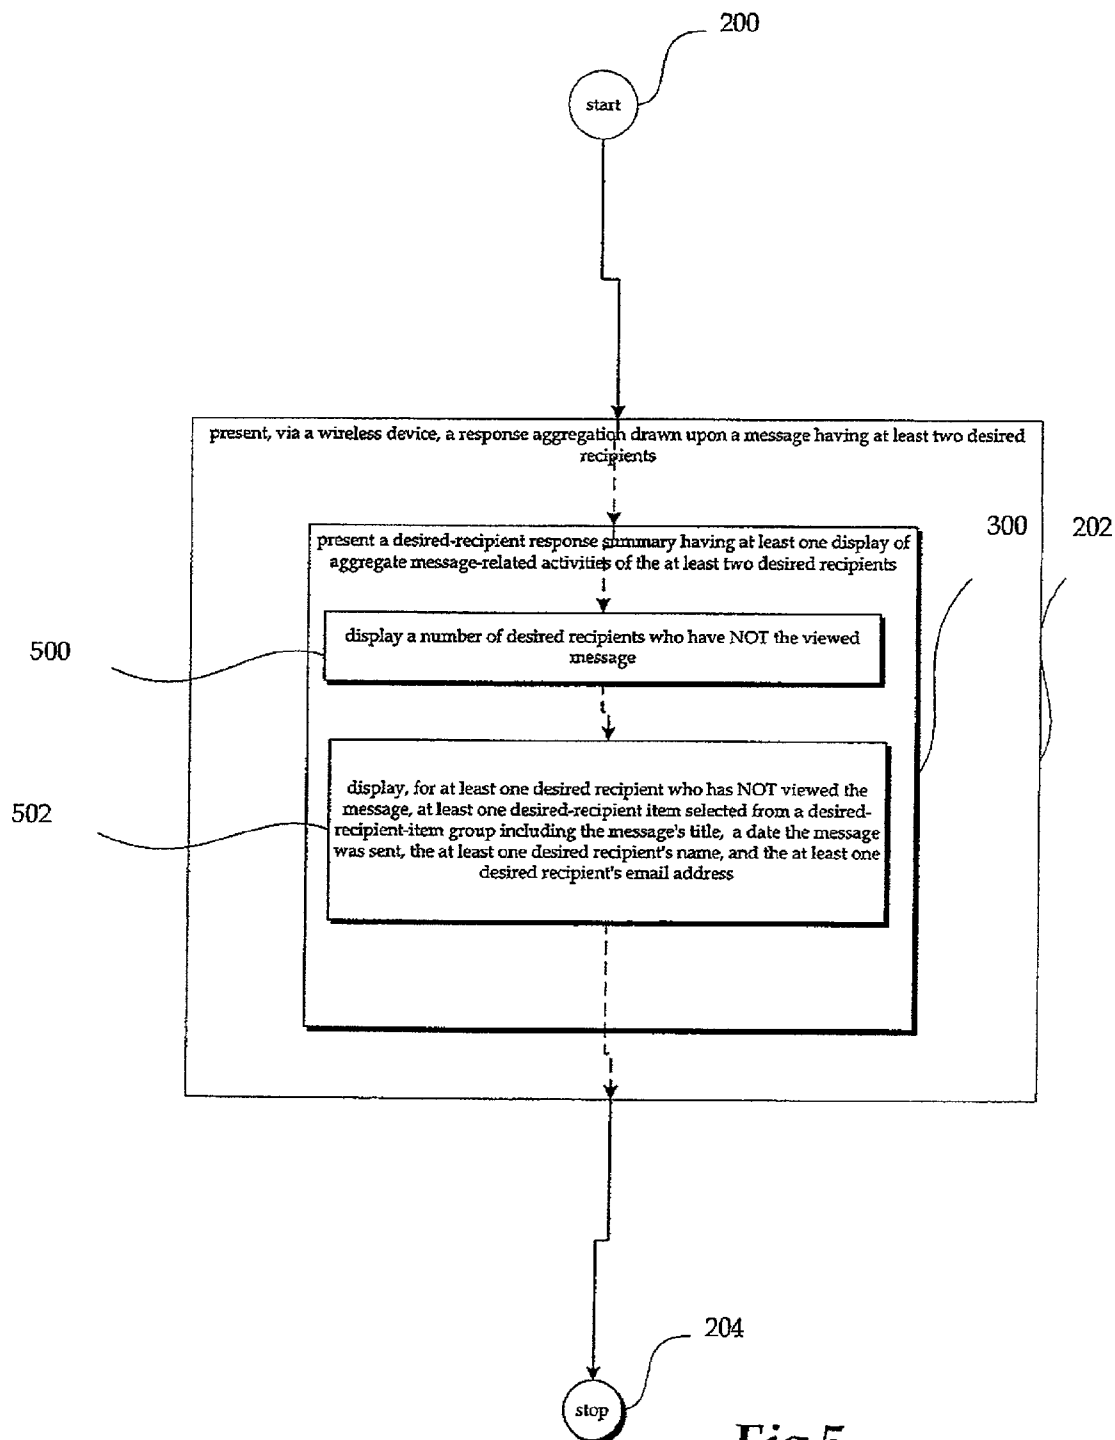 200
start
present, via a wireless device, a response aggregation drawn upon a message having at least two desired
recipients
300
202
present a desired-recipient response summary having at least one display of
aggregate message-related activities of the at least two desired recipients
500
display a number of desired recipients who have NOT the viewed
message
502
display, for at least one desired recipient who has NOT viewed the
message, at least one desired-recipient item selected from a desired-
recipient-item group including the message's title, a date the message
was sent, the at least one desired recipient's name, and the at least one
desired recipient's email address
204
stop
Fig 5